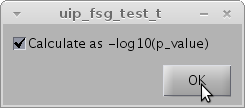 uip_fsg_test_t
Calculate as -log10(p_value)
OK